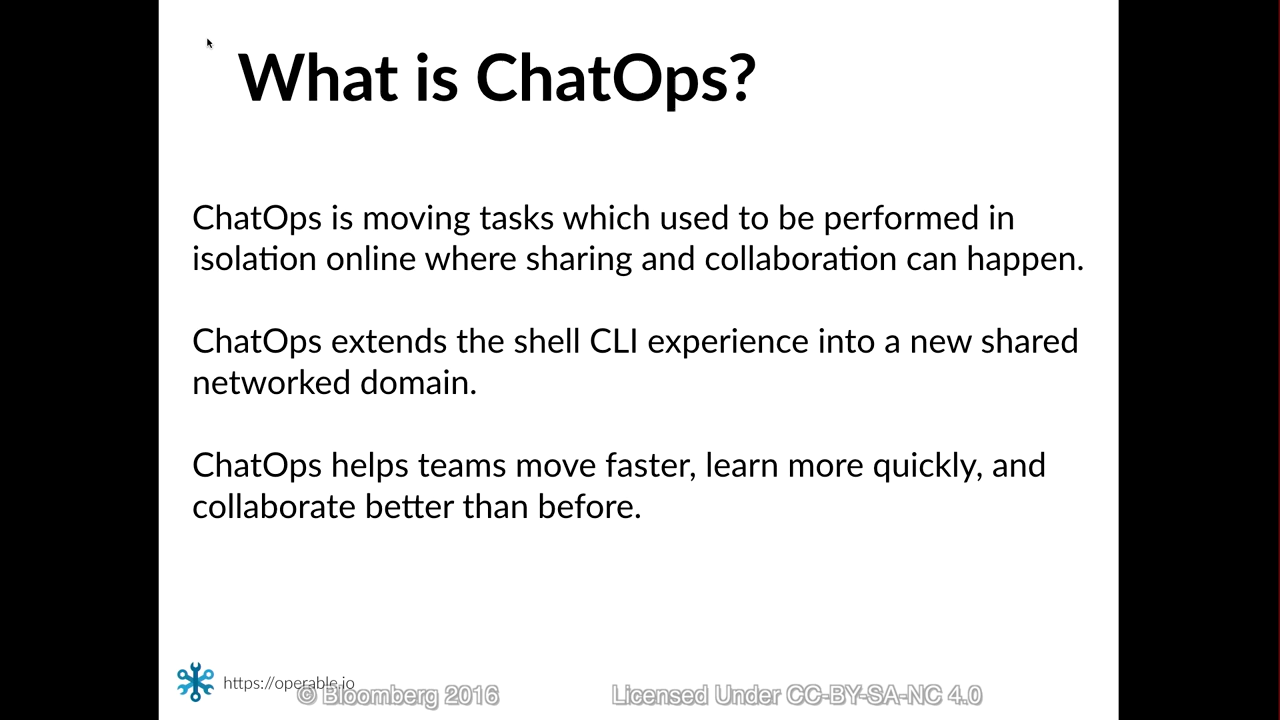 What is ChatOps?
ChatOps is moving tasks which used to be performed in
isolation online where sharing and collaboration can happen.
ChatOps extends the shell CLI experience into a new shared
networked domain.
ChatOps helps teams move faster, learn more quickly, and
collaborate better than before.
https://operable.io
© Bloomberg 2016 Licensed Under CC-BY-SA-NC 4.0